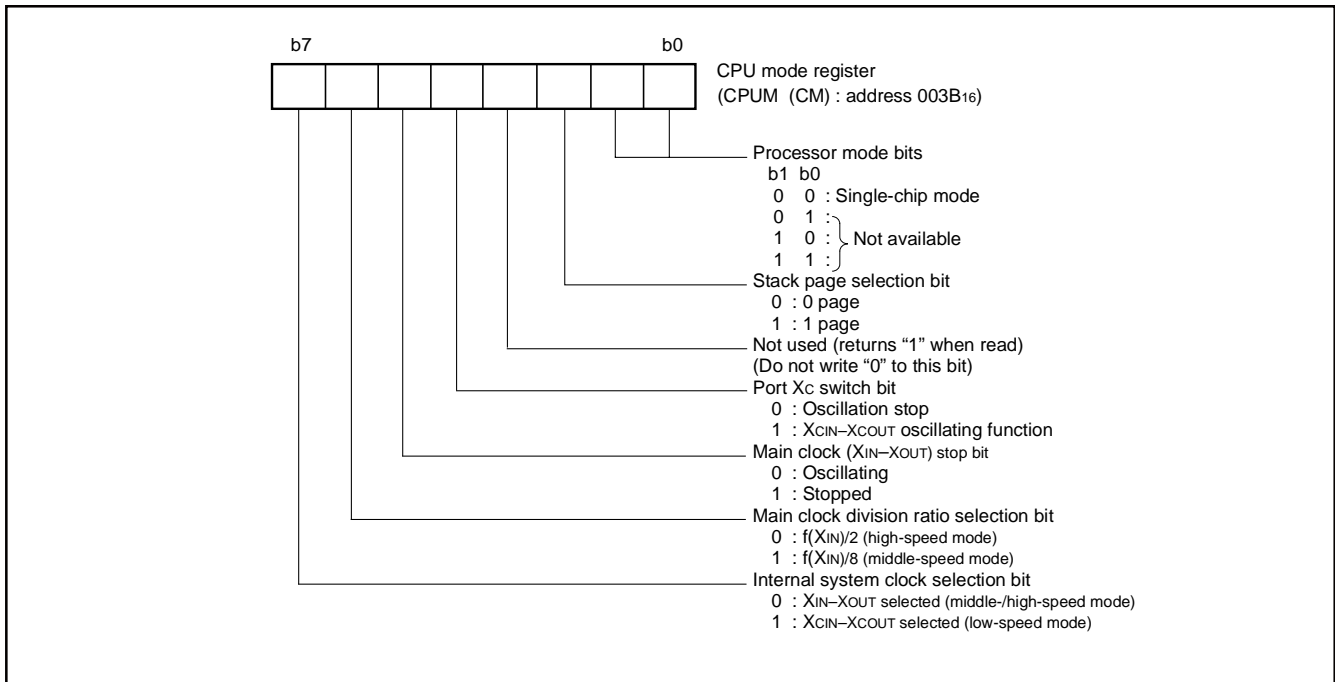 b7 b0
CPU mode register
(CPUM (CM) : address 003B16)
Processor mode bits
b1 b0
0 0 : Single-chip mode
0 1 :
1 0 : Not available
1 1 :
Stack page selection bit
0 : 0 page
1 : 1 page
Not used (returns “1” when read)
(Do not write “0” to this bit)
Port XC switch bit
0 : Oscillation stop
1 : XCIN–XCOUT oscillating function
Main clock (XIN–XOUT) stop bit
0 : Oscillating
1 : Stopped
Main clock division ratio selection bit
0 : f(XIN)/2 (high-speed mode)
1 : f(XIN)/8 (middle-speed mode)
Internal system clock selection bit
0 : XIN–XOUT selected (middle-/high-speed mode)
1 : XCIN–XCOUT selected (low-speed mode)